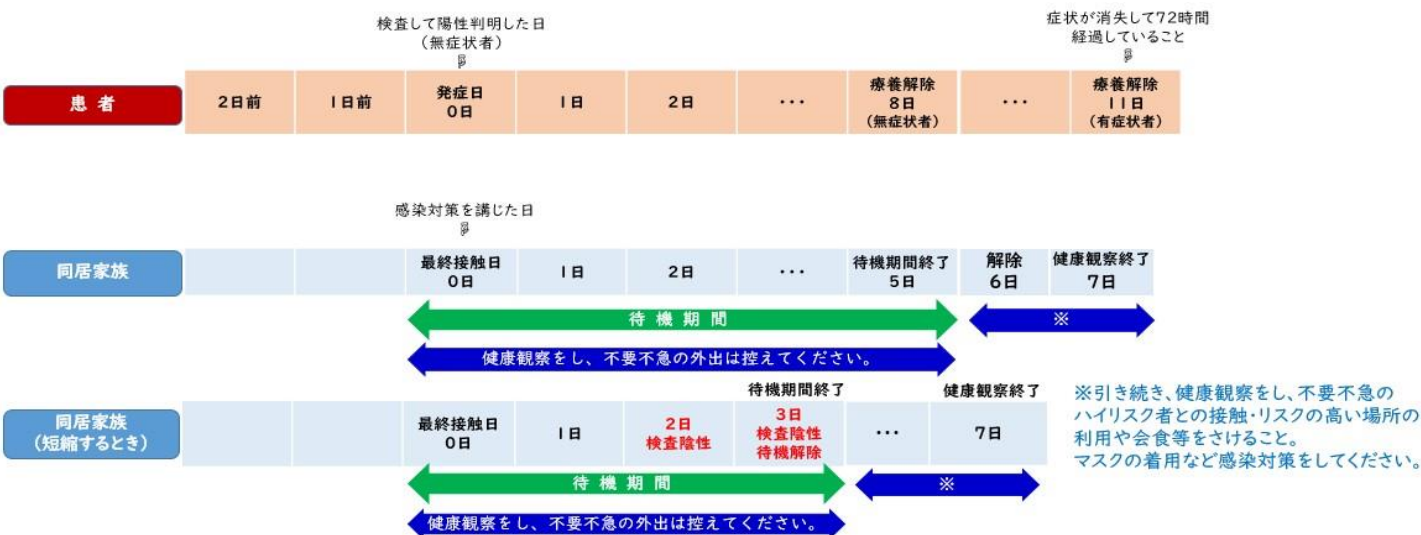 検査して陽性判明した日
（無症状者）
症状が消失して72時間
経過していること
患 者
2日前
1日前
発症日
0日
1日
2日
･･･
療養解除
8日
（無症状者）
･･･
療養解除
11日
（有症状者）
感染対策を講じた日
同居家族
最終接触日
0日
1日
2日
･･･
待機期間終了
5日
解除
6日
健康観察終了
7日
待 機 期 間
※
健康観察をし、不要不急の外出は控えてください。
待機期間終了
健康観察終了
同居家族
（短縮するとき）
最終接触日
0日
1日
2日
検査陰性
3日
検査陰性
待機解除
･･･
7日
待 機 期 間
※
健康観察をし、不要不急の外出は控えてください。
※引き続き、健康観察をし、不要不急の
ハイリスク者との接触･リスクの高い場所の
利用や会食等をさけること。
マスクの着用など感染対策をしてください。